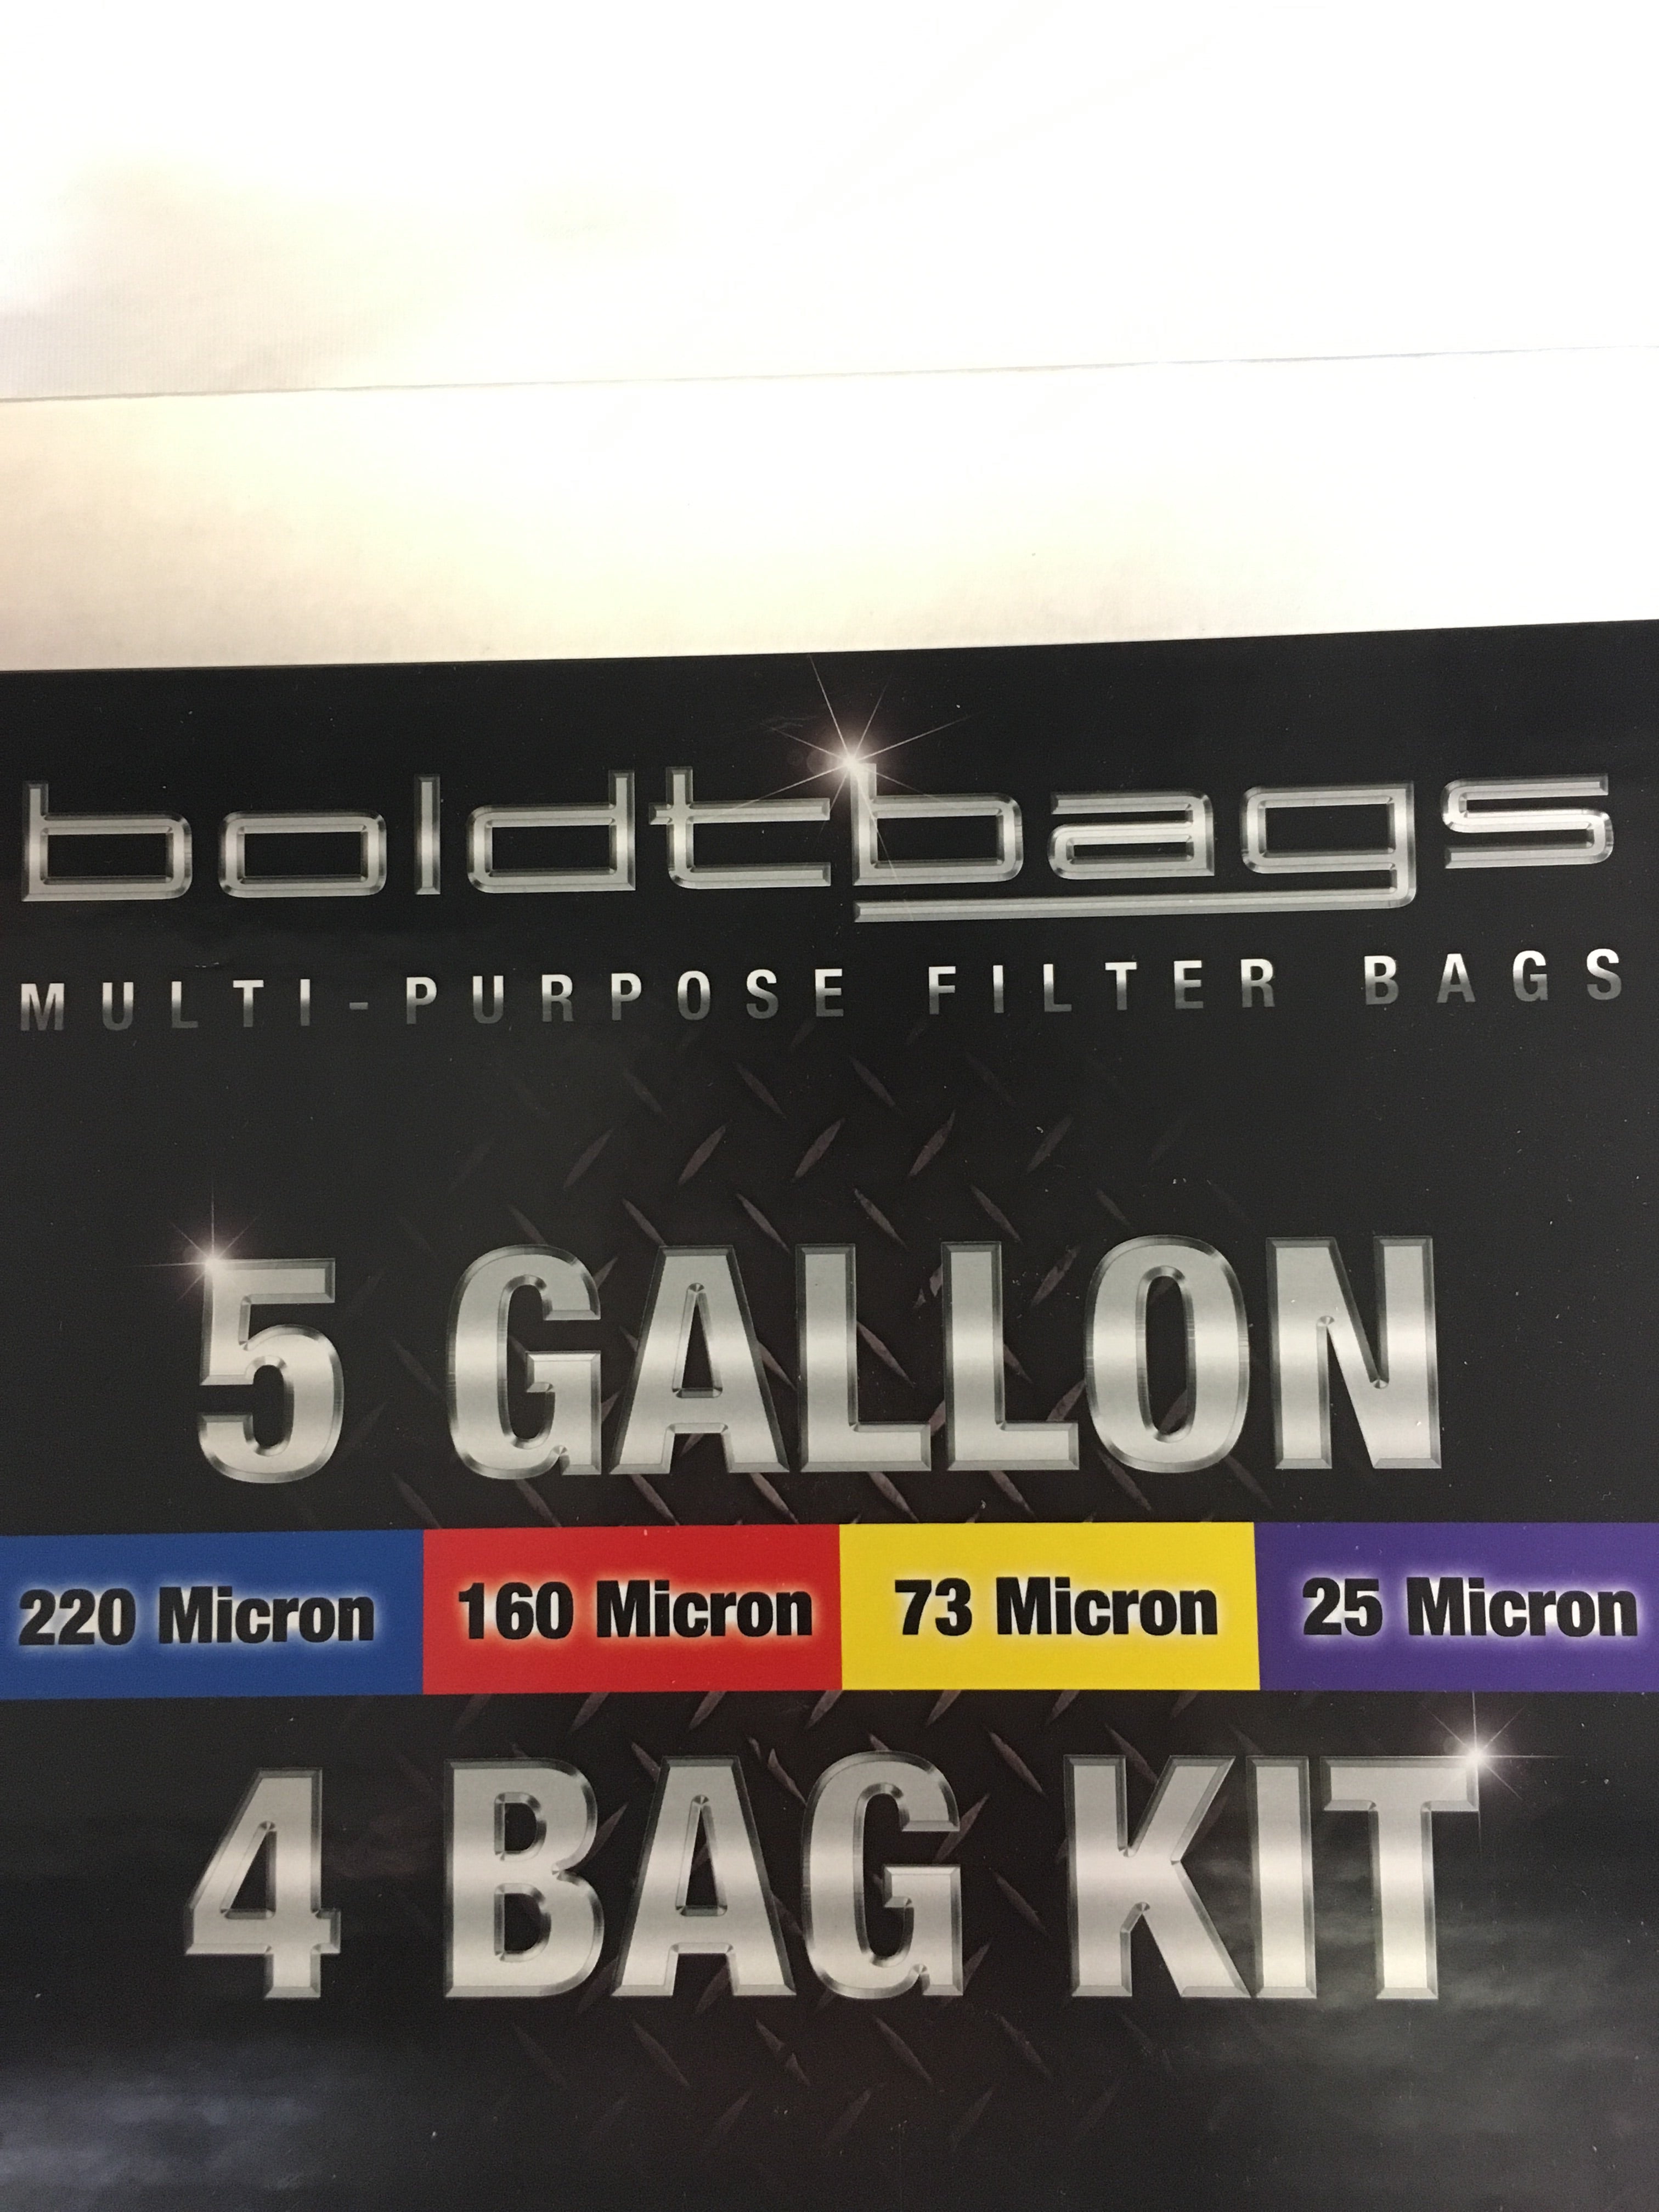 boldtbags
MULTI-PURPOSE FILTER BAGS
5 GALLON
220 Micron 160 Micron 73 Micron 25 Micron
4 BAG KIT